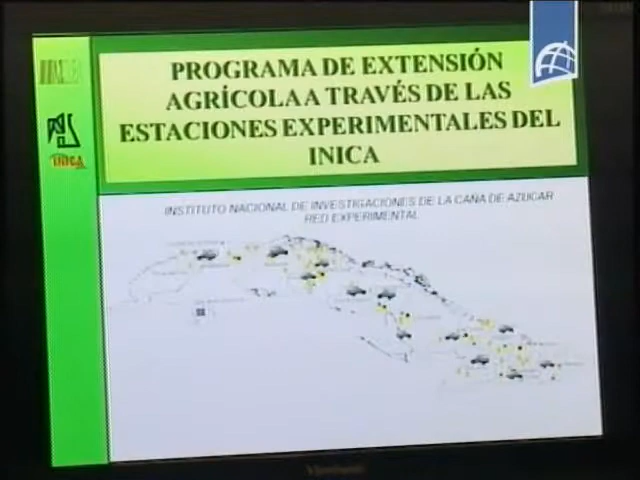 PROGRAMA DE EXTENSIÓN
AGRÍCOLA A TRAVÉS DE LAS
ESTACIONES EXPERIMENTALES DEL
INICA
INICA
INSTITUTO NACIONAL DE INVESTIGACIONES DE LA CAÑA DE AZUCAR
RED EXPERIMENTAL